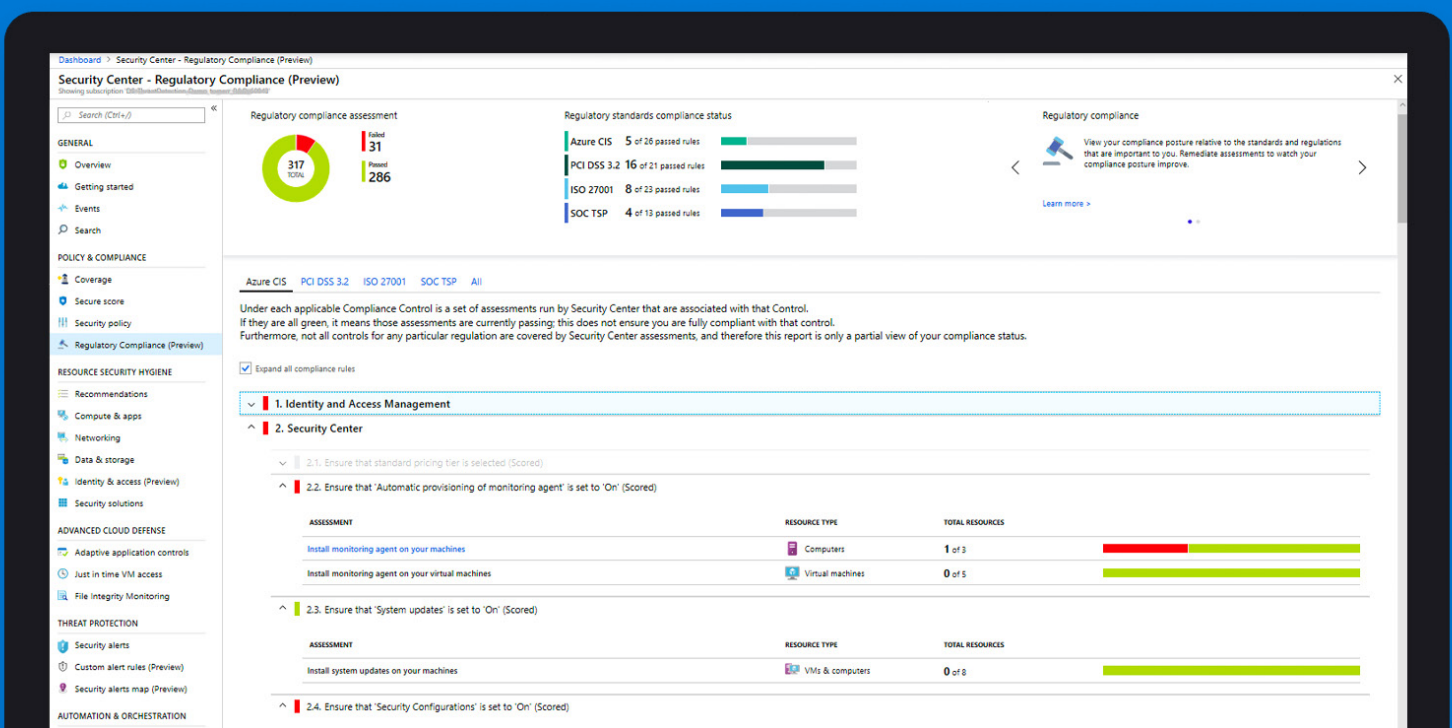 Dashboard > Security Center - Regulatory Compliance (Preview)
Security Center - Regulatory Compliance (Preview)
Showing subscription
Search (Ctrl+/)
«
GENERAL
Overview
Getting started
Events
Search
POLICY & COMPLIANCE
Coverage
Secure score
Security policy
Regulatory Compliance (Preview)
RESOURCE SECURITY HYGIENE
Recommendations
Compute & apps
Networking
Data & storage
Identity & access (Preview)
Security solutions
ADVANCED CLOUD DEFENSE
Adaptive application controls
Just in time VM access
File Integrity Monitoring
THREAT PROTECTION
Security alerts
Custom alert rules (Preview)
Security alerts map (Preview)
AUTOMATION & ORCHESTRATION
Regulatory compliance assessment
317
TOTAL
Failed
31
Passed
286
Regulatory standards compliance status
Azure CIS 5 of 26 passed rules
PCI DSS 3.2 16 of 21 passed rules
ISO 27001 8 of 23 passed rules
SOC TSP 4 of 13 passed rules
Regulatory compliance
View your compliance posture relative to the standards and regulations
that are important to you. Remediate assessments to watch your
compliance posture improve.
Learn more >
Azure CIS PCI DSS 3.2 ISO 27001 SOC TSP All
Under each applicable Compliance Control is a set of assessments run by Security Center that are associated with that Control.
If they are all green, it means those assessments are currently passing; this does not ensure you are fully compliant with that control.
Furthermore, not all controls for any particular regulation are covered by Security Center assessments, and therefore this report is only a partial view of your compliance status.
Expand all compliance rules
1. Identity and Access Management
2. Security Center
2.1. Ensure that standard pricing tier is selected (Scored)
2.2. Ensure that 'Automatic provisioning of monitoring agent' is set to 'On' (Scored)
ASSESSMENT RESOURCE TYPE TOTAL RESOURCES
Install monitoring agent on your machines Computers 1 of 3
Install monitoring agent on your virtual machines Virtual machines 0 of 5
2.3. Ensure that 'System updates' is set to 'On' (Scored)
ASSESSMENT RESOURCE TYPE TOTAL RESOURCES
Install system updates on your machines VMs & computers 0 of 8
2.4. Ensure that 'Security Configurations' is set to 'On' (Scored)